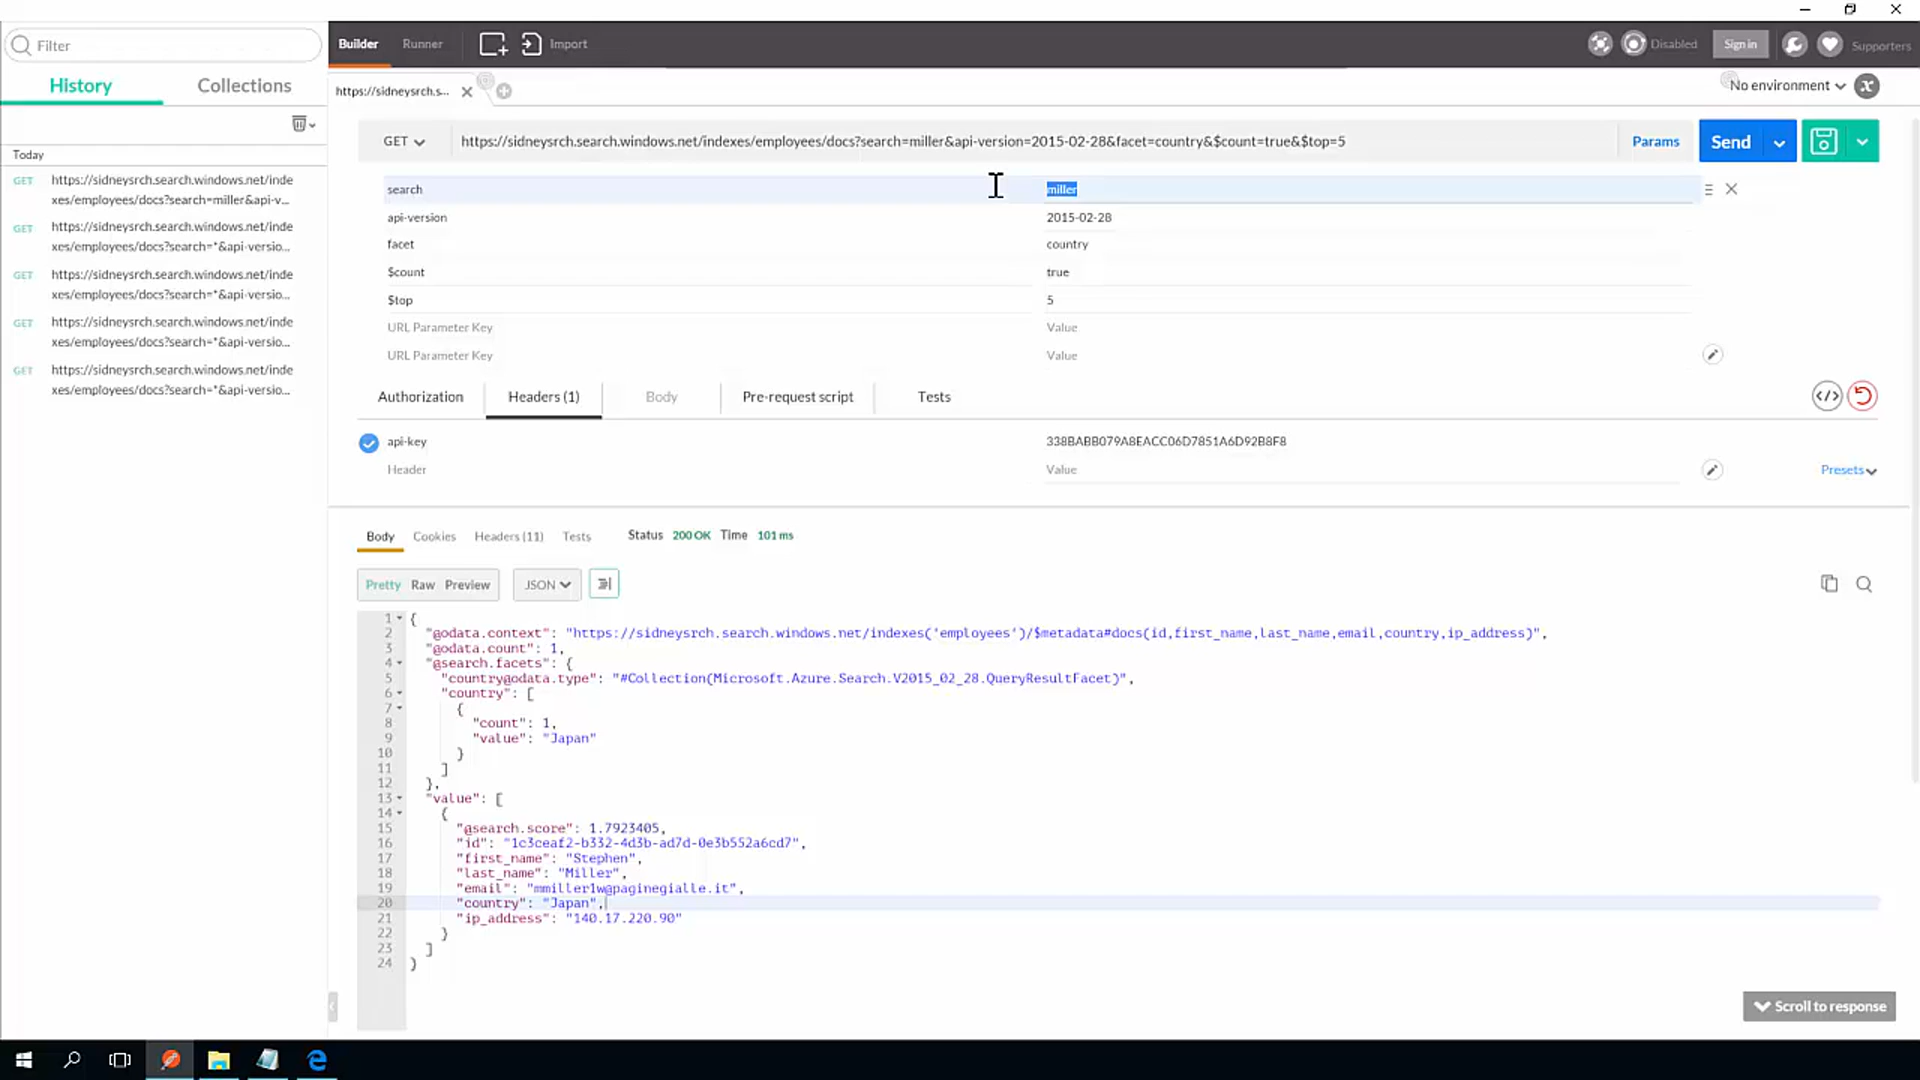 Filter
Builder
Runner
Import
Disabled
Sign in
Supporters
History
Collections
https://sidneysrch.s...
No environment
GET
https://sidneysrch.search.windows.net/indexes/employees/docs?search=miller&api-version=2015-02-28&facet=country&$count=true&$top=5
Params
Send
Today
GET https://sidneysrch.search.windows.net/inde
xes/employees/docs?search=miller&api-v...
GET https://sidneysrch.search.windows.net/inde
xes/employees/docs?search=*&api-versio...
GET https://sidneysrch.search.windows.net/inde
xes/employees/docs?search=*&api-versio...
GET https://sidneysrch.search.windows.net/inde
xes/employees/docs?search=*&api-versio...
GET https://sidneysrch.search.windows.net/inde
xes/employees/docs?search=*&api-versio...
search miller
api-version 2015-02-28
facet country
$count true
$top 5
URL Parameter Key Value
URL Parameter Key Value
Authorization Headers (1) Body Pre-request script Tests
api-key 338BABB079A8EACC06D7851A6D92B8F8
Header Value Presets
Body Cookies Headers (11) Tests Status 200 OK Time 101 ms
Pretty Raw Preview JSON
1 {
2 "@odata.context": "https://sidneysrch.search.windows.net/indexes('employees')/$metadata#docs(id,first_name,last_name,email,country,ip_address)",
3 "@odata.count": 1,
4 "@search.facets": {
5 "country@odata.type": "#Collection(Microsoft.Azure.Search.V2015_02_28.QueryResultFacet)",
6 "country": [
7 {
8 "count": 1,
9 "value": "Japan"
10 }
11 ]
12 },
13 "value": [
14 {
15 "@search.score": 1.7923405,
16 "id": "1c3ceaf2-b332-4d3b-ad7d-0e3b552a6cd7",
17 "first_name": "Stephen",
18 "last_name": "Miller",
19 "email": "mmiller1w@paginegialle.it",
20 "country": "Japan",
21 "ip_address": "140.17.220.90"
22 }
23 ]
24 }
Scroll to response